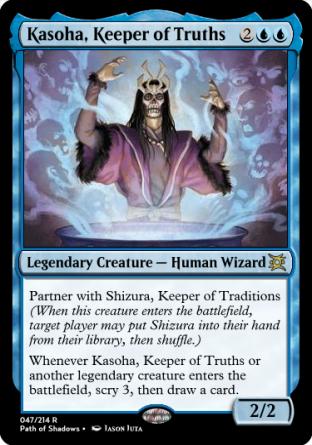 Kasoha, Keeper of Truths 2
Legendary Creature — Human Wizard
Partner with Shizura, Keeper of Traditions
(When this creature enters the battlefield,
target player may put Shizura into their hand
from their library, then shuffle.)
Whenever Kasoha, Keeper of Truths or
another legendary creature enters the
battlefield, scry 3, then draw a card.
2/2
047/214 R
Path of Shadows • Jason Juta